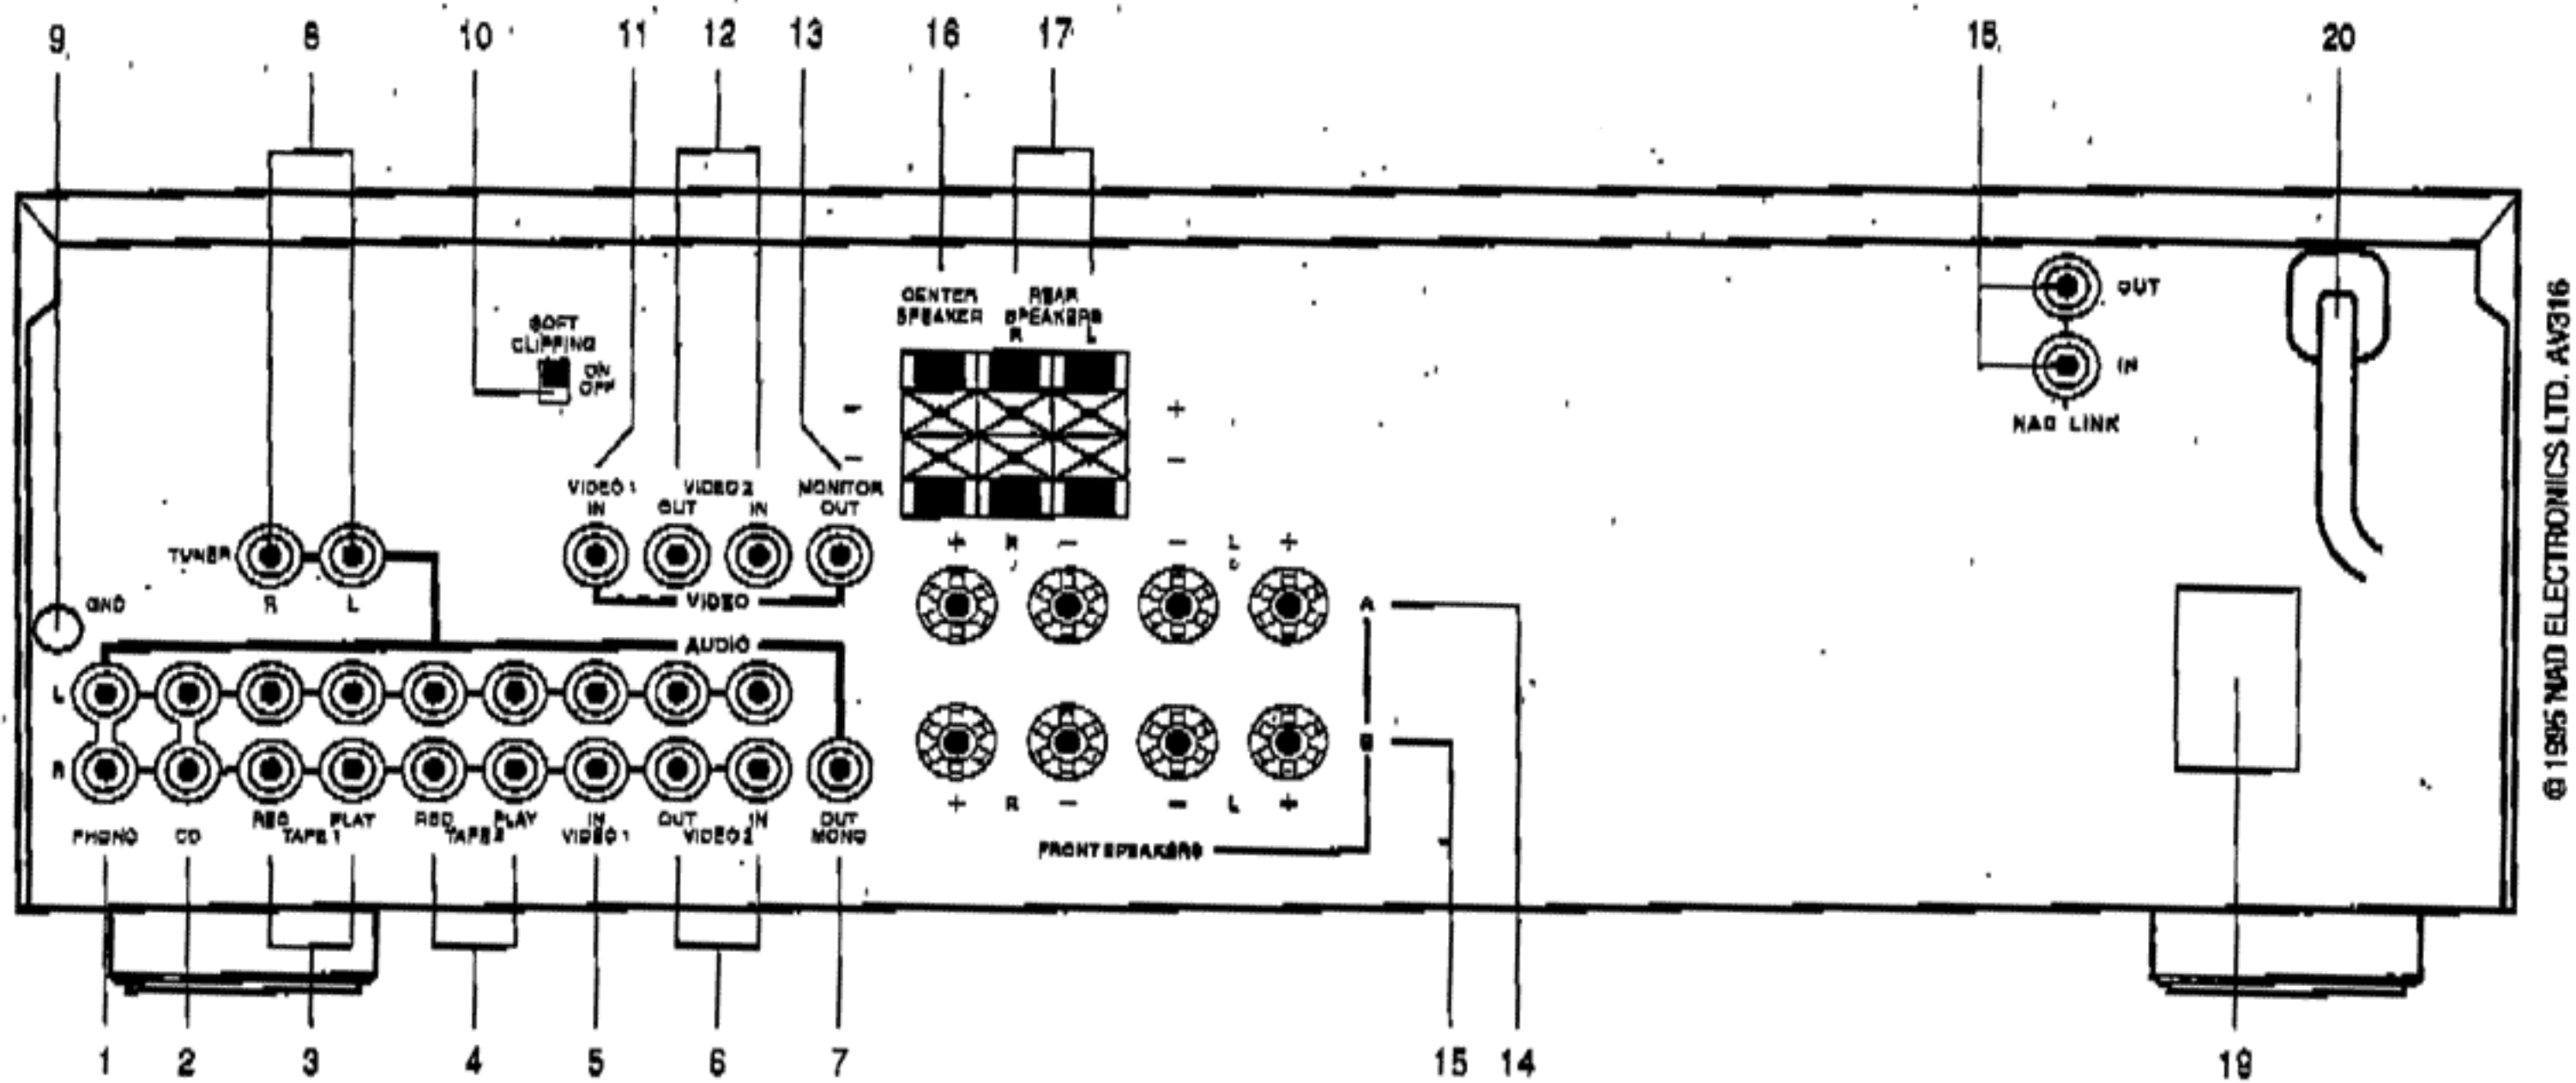 9 8 10 11 12 13 16 17 18 20
CENTER SPEAKER
REAR SPEAKERS
R L
SOFT CLIPPING
ON
OFF
- +
- -
OUT
IN
NAD LINK
VIDEO 1 VIDEO 2 MONITOR
IN OUT IN OUT
TUNER
R L
VIDEO
GND
AUDIO
+ R - - L +
A
L
R
B
+ R - - L +
REC PLAY REC PLAY IN OUT IN OUT
PHONO CD TAPE 1 TAPE 2 VIDEO 1 VIDEO 2 MONO
FRONT SPEAKERS
1 2 3 4 5 6 7 15 14 19
© 1995 NAD ELECTRONICS LTD. AV316